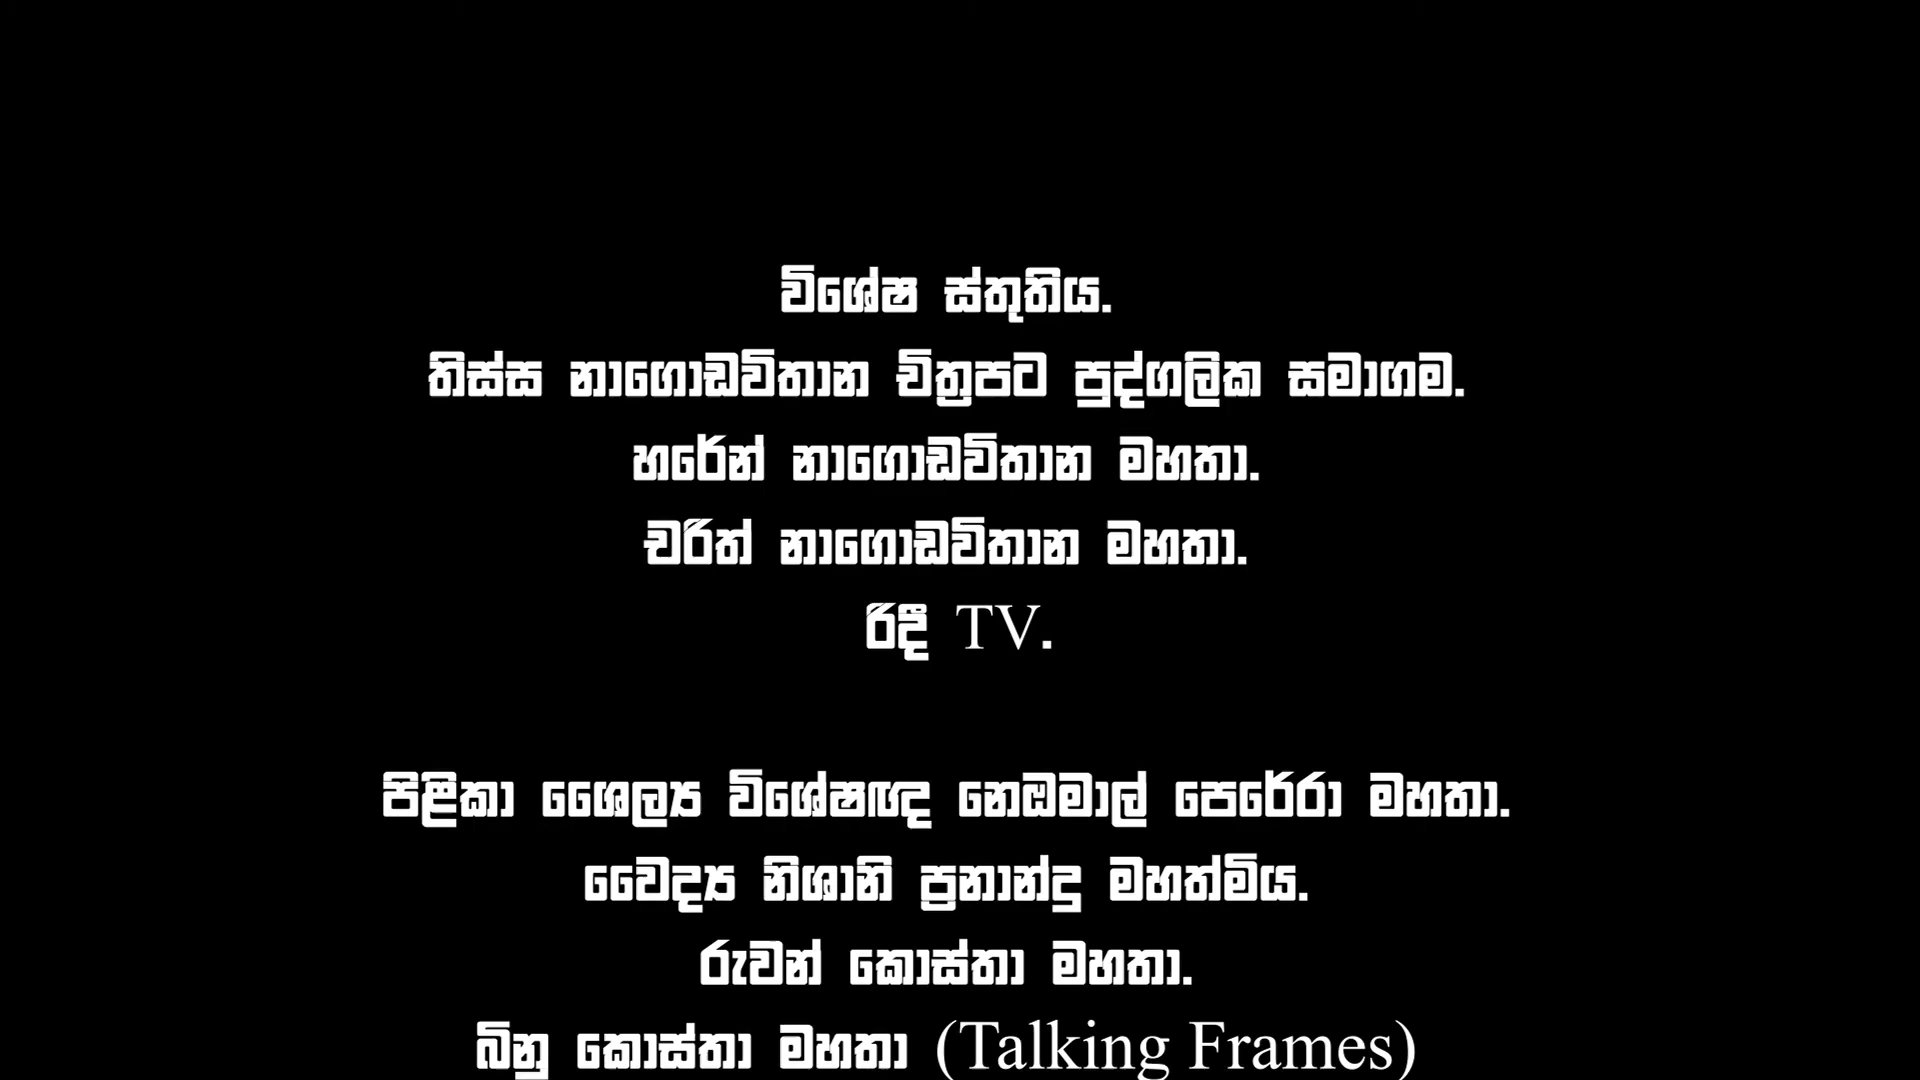 විශේෂ ස්තූතිය.
තිස්ස නාගොඩවිතාන චිත්‍රපට පුද්ගලික සමාගම.
හරේන් නාගොඩවිතාන මහතා.
චරිත් නාගොඩවිතාන මහතා.
රිදී TV.
පිළිකා ශෛල්‍ය විශේෂඥ නෙඔමාල් පෙරේරා මහතා.
වෛද්‍ය නිශානි ප්‍රනාන්දු මහත්මිය.
රුවන් කොස්තා මහතා.
බිනු කොස්තා මහතා (Talking Frames)